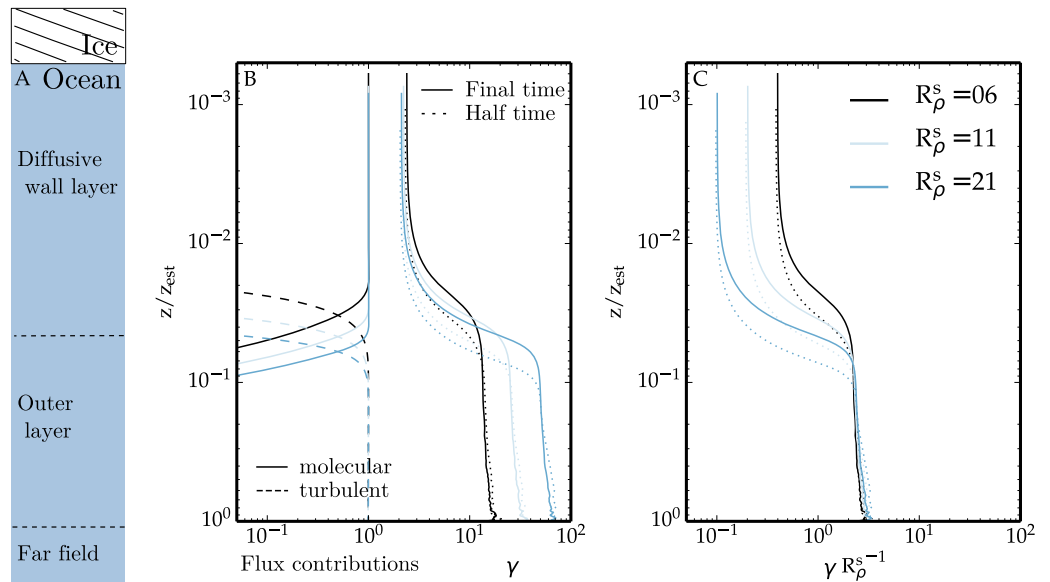 Ice
A Ocean
Diffusive
wall layer
Outer
layer
Far field
B
Final time
Half time
molecular
turbulent
z/z_est
10^-3
10^-2
10^-1
10^0
10^-1 10^0 10^1 10^2
Flux contributions γ
C
R_ρ^s =06
R_ρ^s =11
R_ρ^s =21
z/z_est
10^-3
10^-2
10^-1
10^0
10^-1 10^0 10^1 10^2
γ R_ρ^s^-1